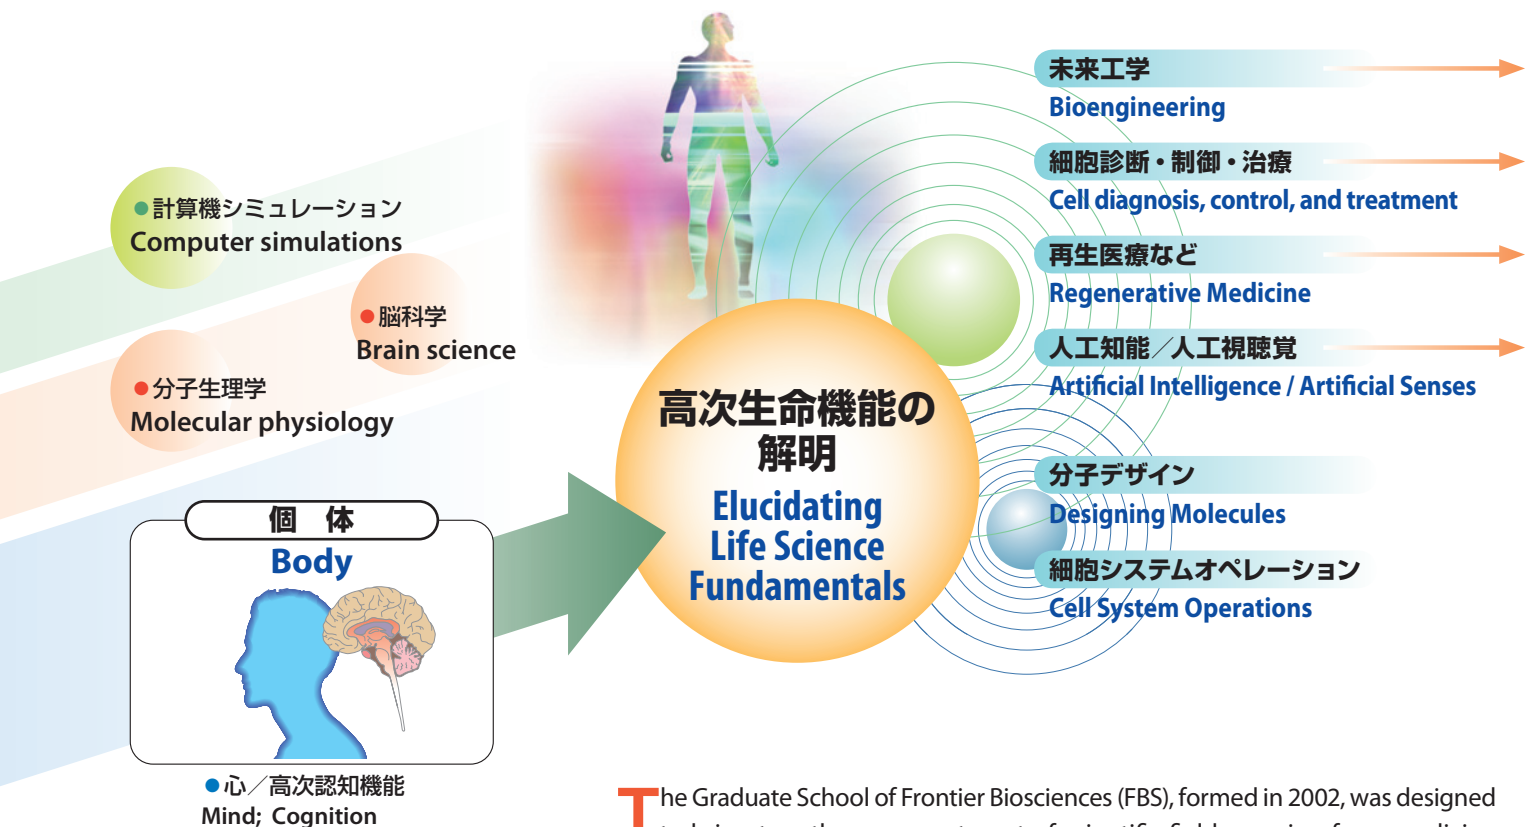 ● 計算機シミュレーション
Computer simulations
● 脳科学
Brain science
● 分子生理学
Molecular physiology
個 体
Body
● 心／高次認知機能
Mind; Cognition
高次生命機能の
解明
Elucidating
Life Science
Fundamentals
未来工学
Bioengineering
細胞診断・制御・治療
Cell diagnosis, control, and treatment
再生医療など
Regenerative Medicine
人工知能／人工視聴覚
Artificial Intelligence / Artificial Senses
分子デザイン
Designing Molecules
細胞システムオペレーション
Cell System Operations
The Graduate School of Frontier Biosciences (FBS), formed in 2002, was designed